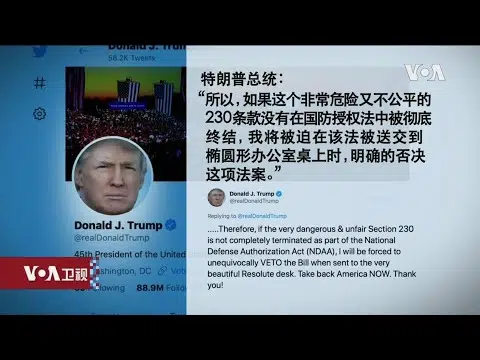 Donald J. Trump
58.2K Tweets
特朗普总统：
VOA
“所以，如果这个非常危险又不公平的
230条款没有在国防授权法中被彻底
终结，我将被迫在该法被送交到
椭圆形办公室桌上时，明确的否决
这项法案。”
Donald J. Trump
@realDonaldTrump
45th President of the United
Washington, DC
Following 88.9M Follow
Donald J. Trump
@realDonaldTrump
Replying to @realDonaldTrump
.....Therefore, if the very dangerous & unfair Section 230
is not completely terminated as part of the National
Defense Authorization Act (NDAA), I will be forced to
unequivocally VETO the Bill when sent to the very
beautiful Resolute desk. Take back America NOW. Thank
you!
VOA卫视